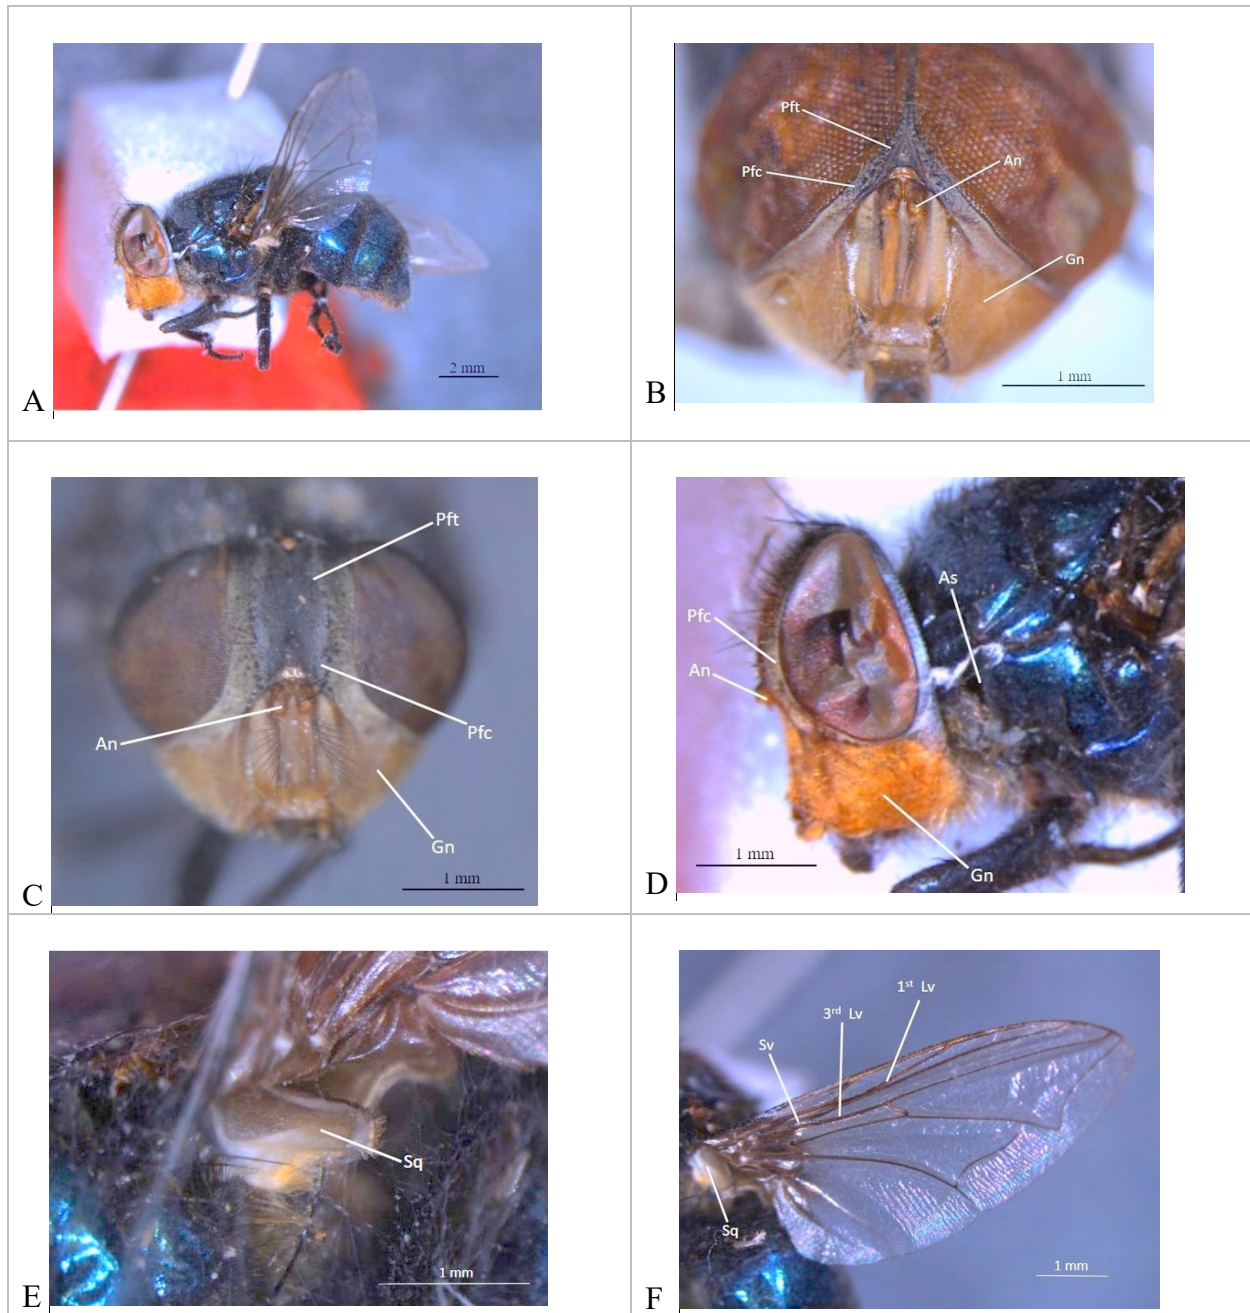 2 mm
A
Pft
An
Pfc
Gn
1 mm
B
Pft
An
Pfc
Gn
1 mm
C
As
Pfc
An
1 mm
Gn
D
Sq
1 mm
E
1st Lv
3rd Lv
Sv
Sq
1 mm
F